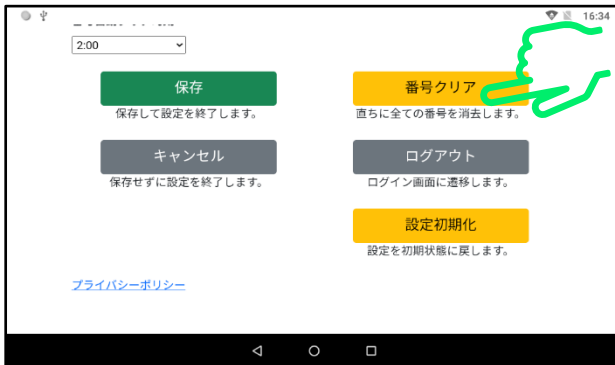 16:34
2:00
保存
番号クリア
保存して設定を終了します。
直ちに全ての番号を消去します。
キャンセル
ログアウト
保存せずに設定を終了します。
ログイン画面に遷移します。
設定初期化
設定を初期状態に戻します。
プライバシーポリシー